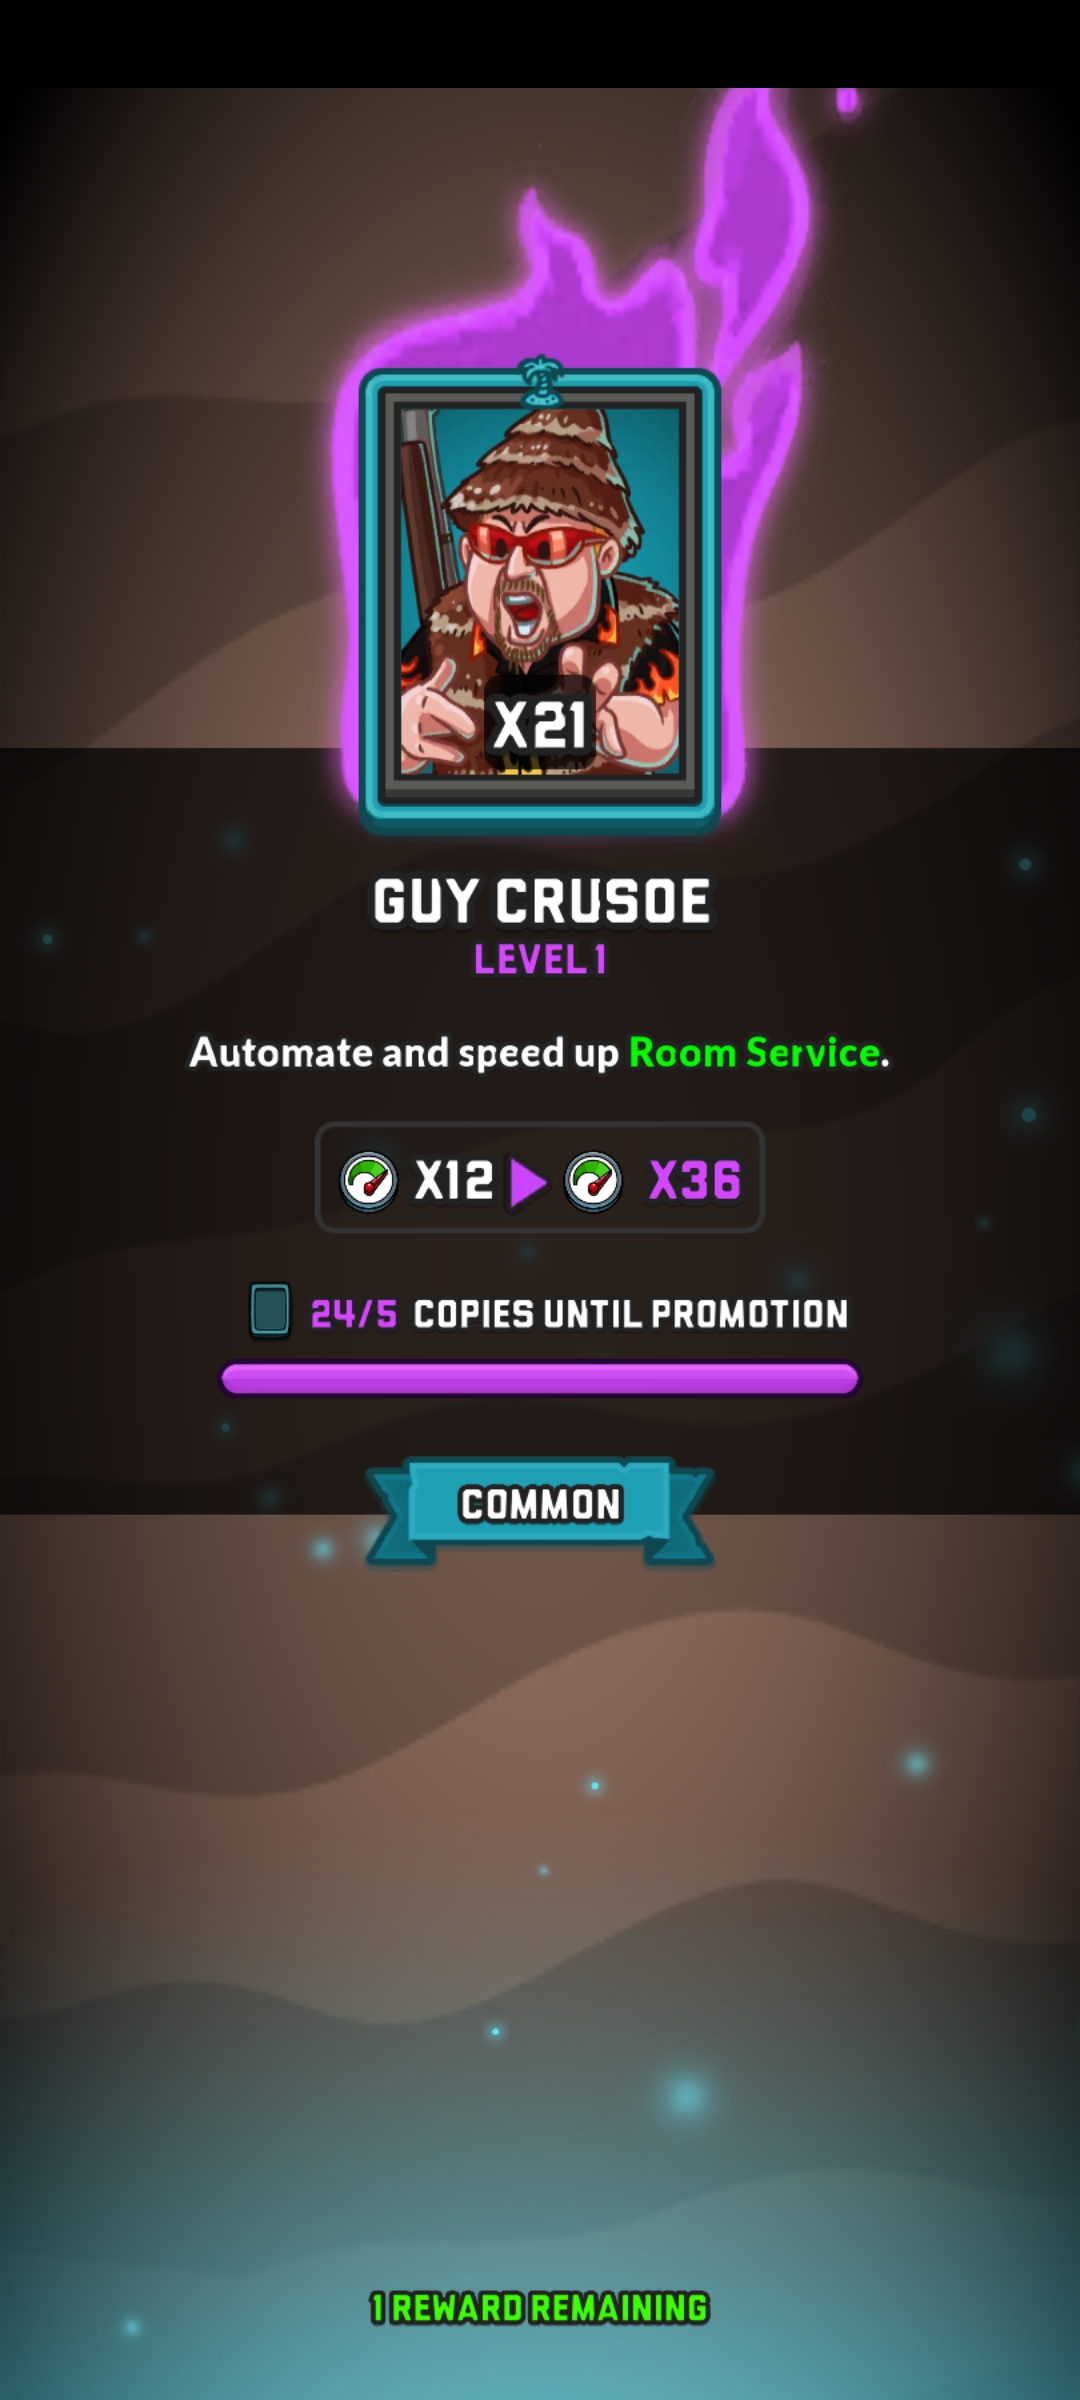 X21
GUY CRUSOE
LEVEL 1
Automate and speed up Room Service.
X12 X36
24/5 COPIES UNTIL PROMOTION
COMMON
1 REWARD REMAINING